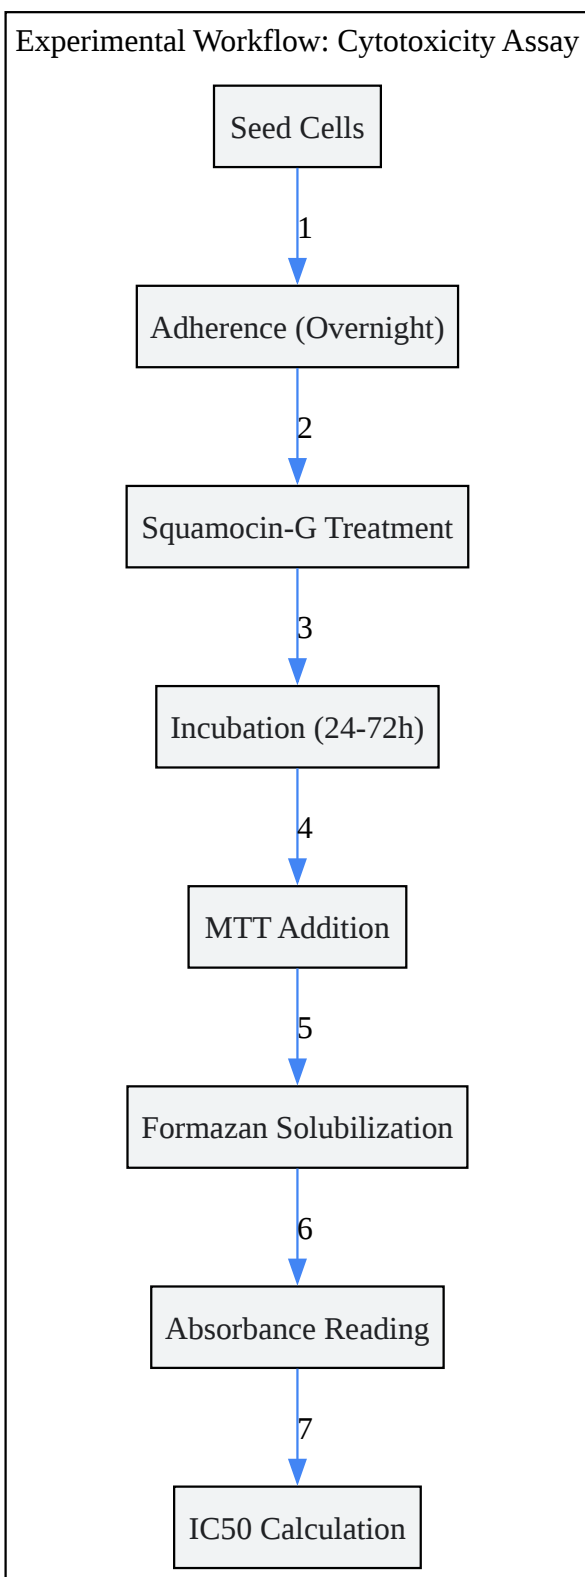 Experimental Workflow: Cytotoxicity Assay
Seed Cells
1
Adherence (Overnight)
2
Squamocin-G Treatment
3
Incubation (24-72h)
4
MTT Addition
5
Formazan Solubilization
6
Absorbance Reading
7
IC50 Calculation